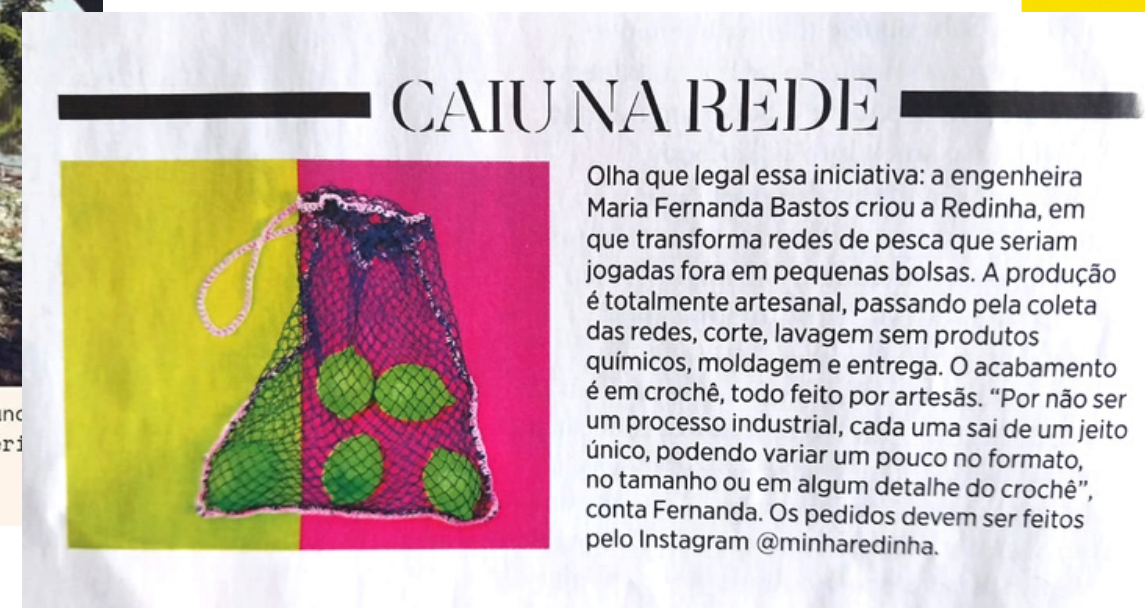 CAIU NA REDE
Olha que legal essa iniciativa: a engenheira
Maria Fernanda Bastos criou a Redinha, em
que transforma redes de pesca que seriam
jogadas fora em pequenas bolsas. A produção
é totalmente artesanal, passando pela coleta
das redes, corte, lavagem sem produtos
químicos, moldagem e entrega. O acabamento
é em crochê, todo feito por artesãs. “Por não ser
um processo industrial, cada uma sai de um jeito
único, podendo variar um pouco no formato,
no tamanho ou em algum detalhe do crochê”,
conta Fernanda. Os pedidos devem ser feitos
pelo Instagram @minharedinha.